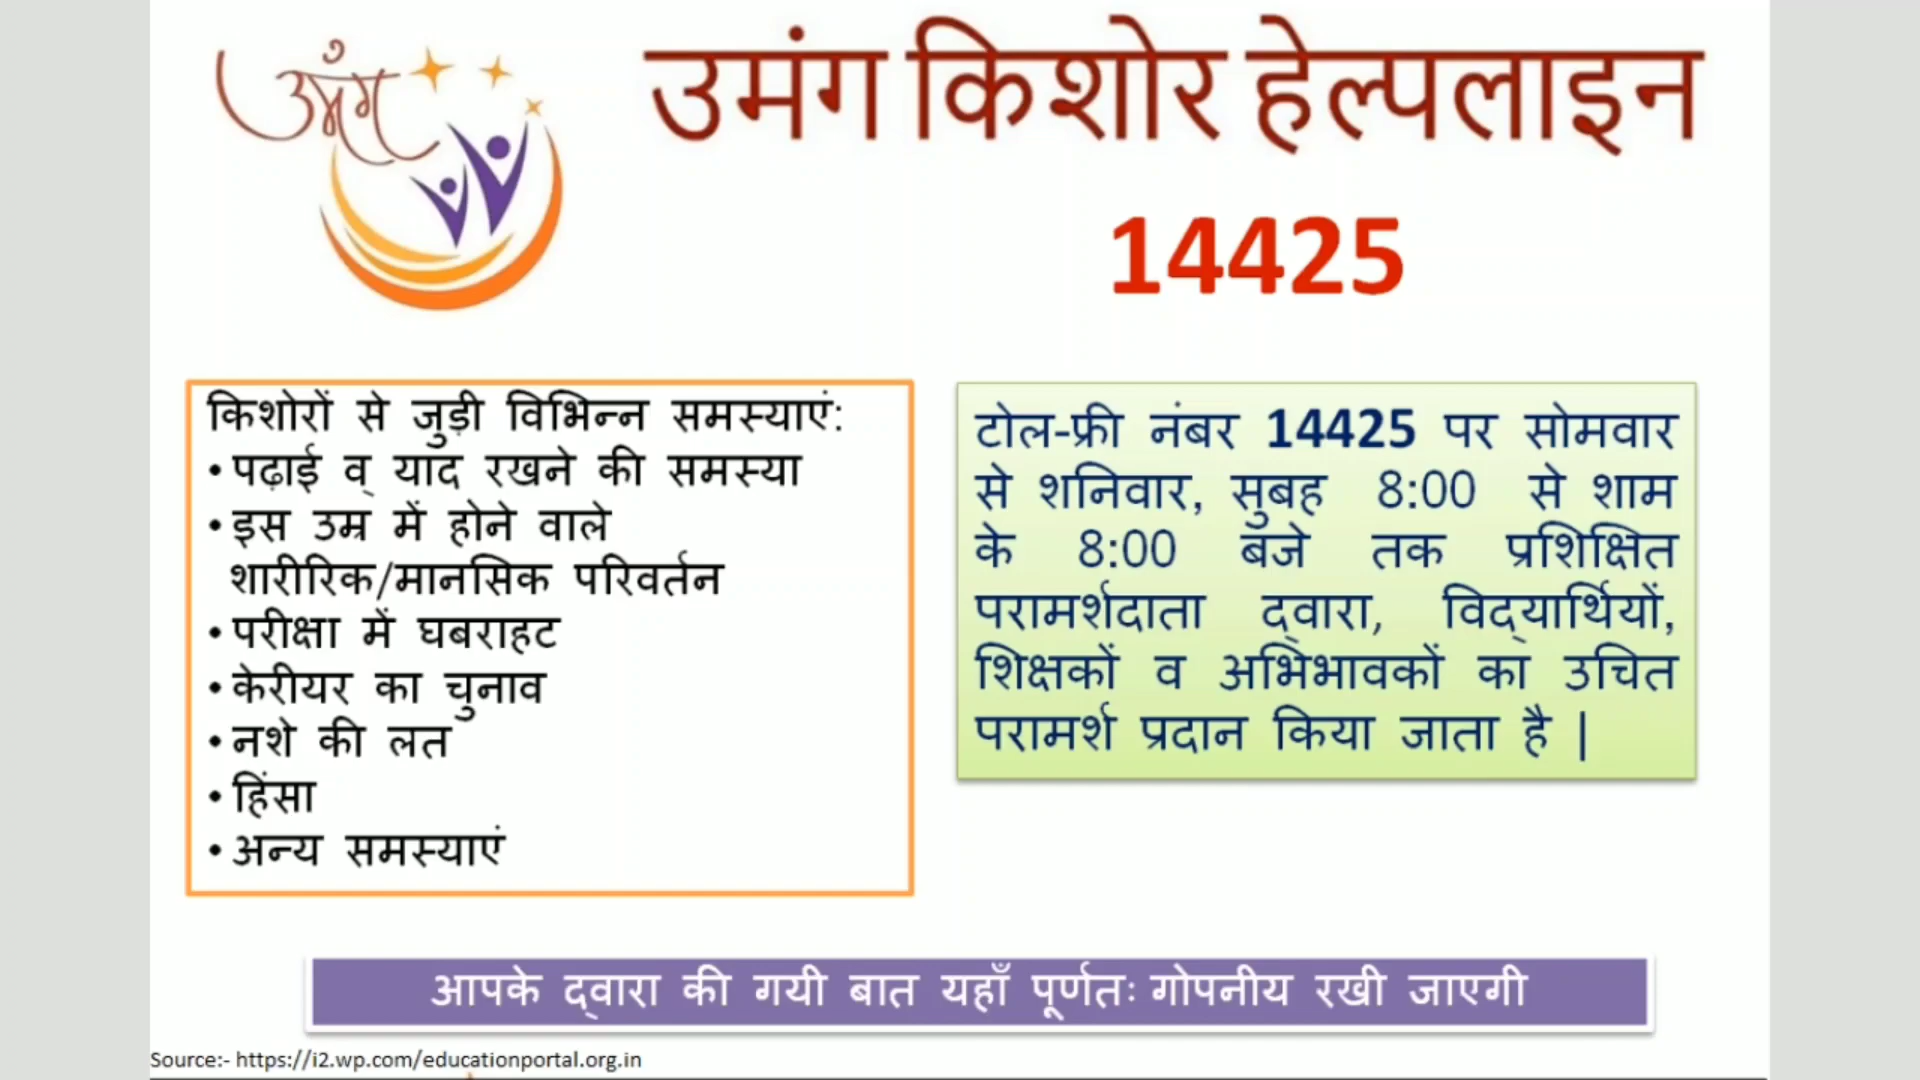 उमंग
उमंग किशोर हेल्पलाइन
14425
किशोरों से जुड़ी विभिन्न समस्याएं:
• पढ़ाई व् याद रखने की समस्या
• इस उम्र में होने वाले
शारीरिक/मानसिक परिवर्तन
• परीक्षा में घबराहट
• केरीयर का चुनाव
• नशे की लत
• हिंसा
• अन्य समस्याएं
टोल-फ्री नंबर 14425 पर सोमवार
से शनिवार, सुबह 8:00 से शाम
के 8:00 बजे तक प्रशिक्षित
परामर्शदाता द्वारा, विद्यार्थियों,
शिक्षकों व अभिभावकों का उचित
परामर्श प्रदान किया जाता है |
आपके द्वारा की गयी बात यहाँ पूर्णतः गोपनीय रखी जाएगी
Source:- https://i2.wp.com/educationportal.org.in